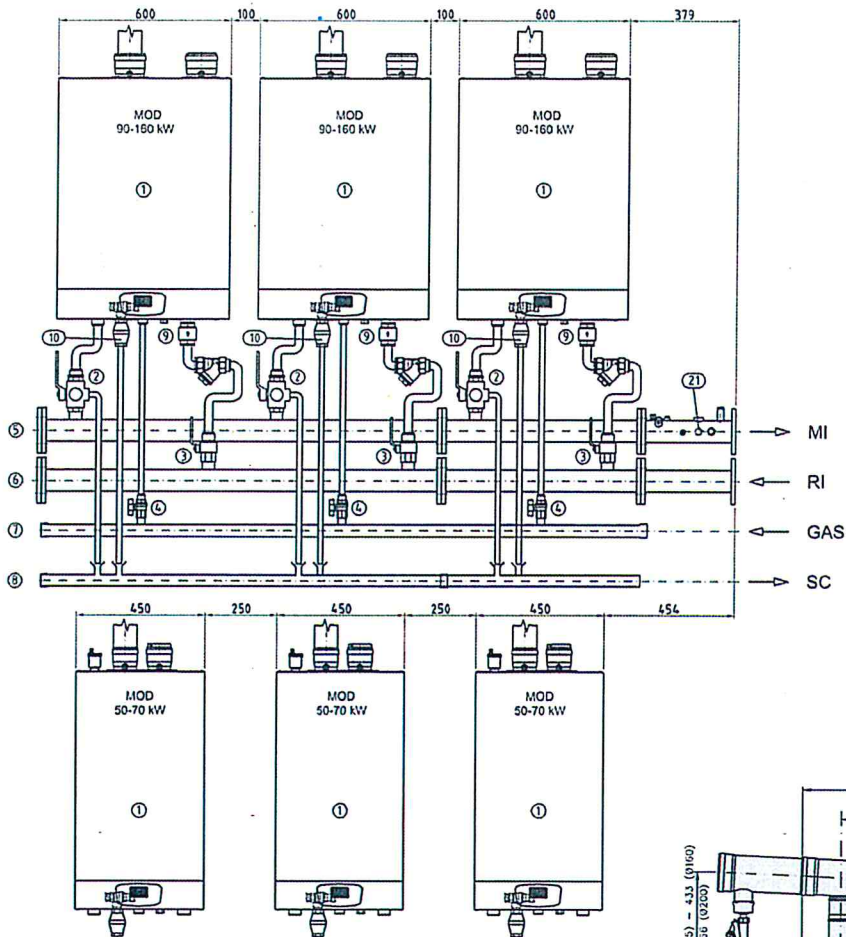 600 100 600 100 600 379
MOD MOD MOD
90-160 kW 90-160 kW 90-160 kW
1 1 1
10 9 10 9 10 9
2 2 2 21
5 MI
3 3 3
6 RI
4 4 4
7 GAS
8 SC
450 250 450 250 450 454
MOD MOD MOD
50-70 kW 50-70 kW 50-70 kW
1 1 1
433 (Ø160)
(Ø200)